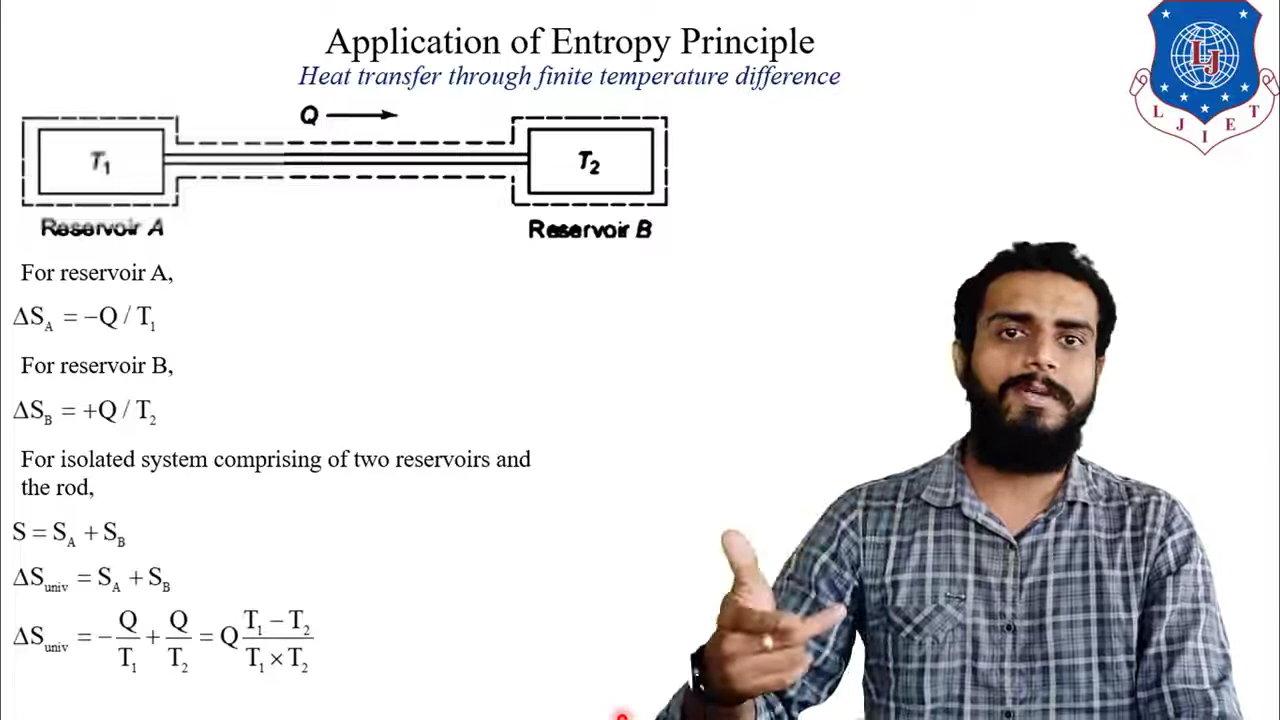 Application of Entropy Principle
Heat transfer through finite temperature difference
LJ
L J I E T
Q
T₁
T₂
Reservoir A
Reservoir B
For reservoir A,
ΔS_A = −Q / T₁
For reservoir B,
ΔS_B = +Q / T₂
For isolated system comprising of two reservoirs and
the rod,
S = S_A + S_B
ΔS_univ = S_A + S_B
ΔS_univ = −Q/T₁ + Q/T₂ = Q (T₁ − T₂)/(T₁ × T₂)